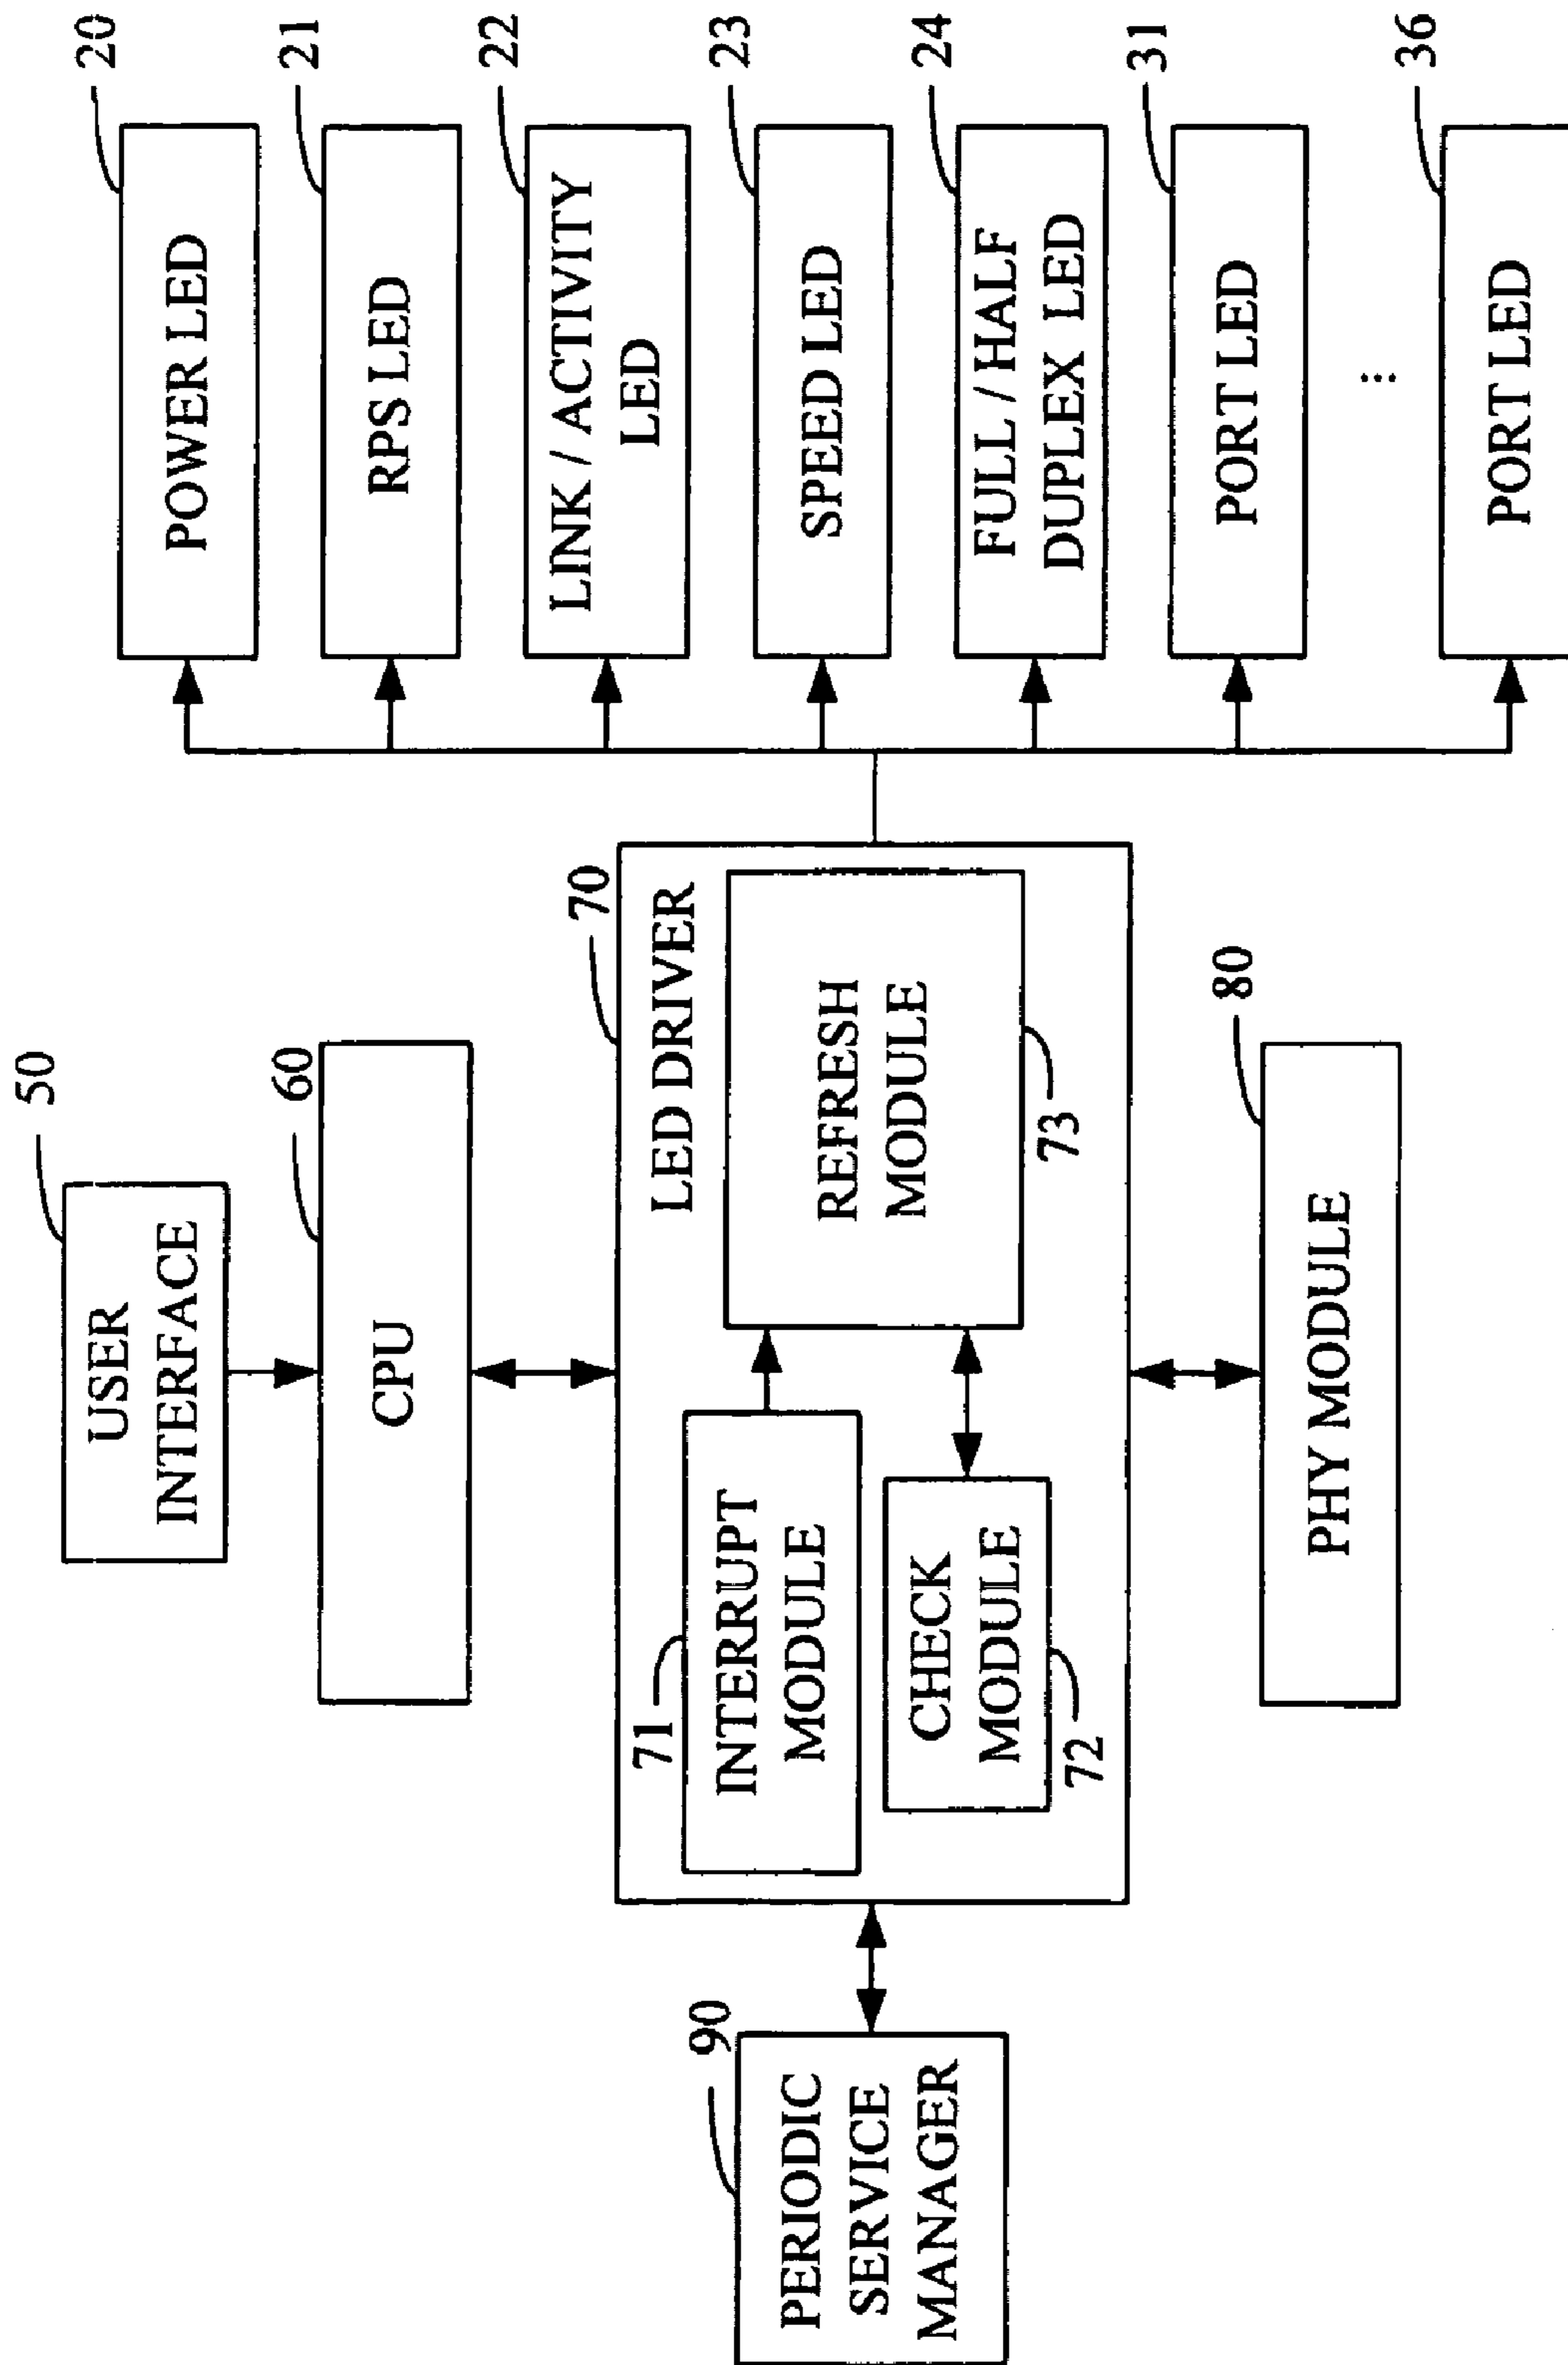 50
USER
INTERFACE
60
CPU
70
LED DRIVER
71
INTERRUPT
MODULE
CHECK
MODULE
72
REFRESH
MODULE
73
80
PHY MODULE
90
PERIODIC
SERVICE
MANAGER
20
POWER LED
21
RPS LED
22
LINK / ACTIVITY
LED
23
SPEED LED
24
FULL / HALF
DUPLEX LED
31
PORT LED
...
36
PORT LED